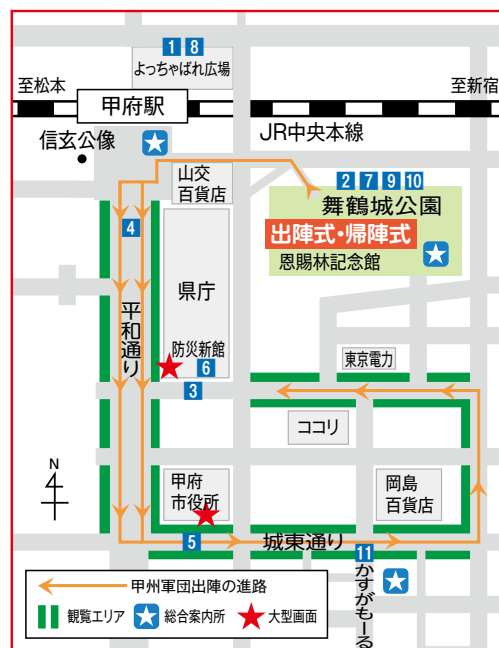 1 8
よっちゃばれ広場
至松本
至新宿
甲府駅
JR中央本線
信玄公像
山交
百貨店
2 7 9 10
舞鶴城公園
出陣式・帰陣式
恩賜林記念館
4
県庁
平和通り
防災新館
6
3
東京電力
ココリ
N
甲府
市役所
岡島
百貨店
5
城東通り
11
かすがもーる
甲州軍団出陣の進路
観覧エリア 総合案内所 大型画面